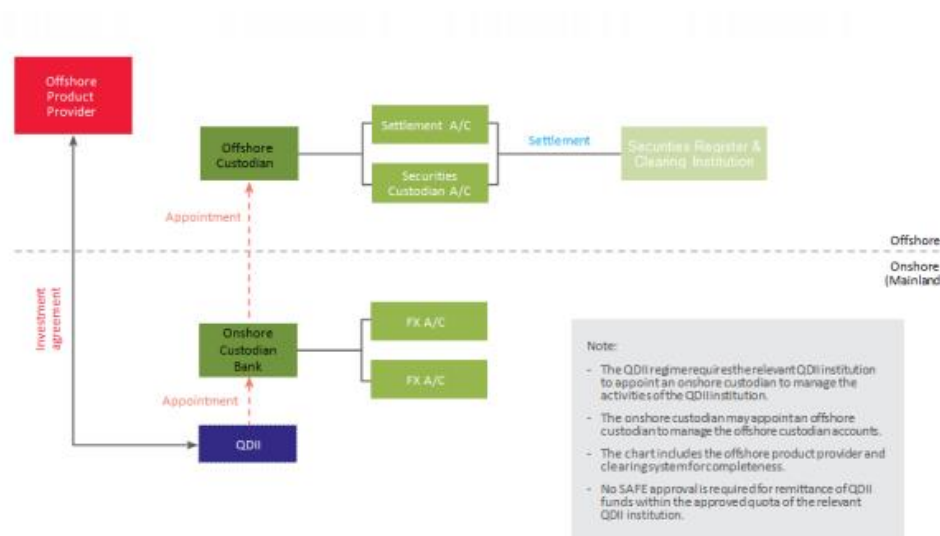 Offshore
Product
Provider
Offshore
Custodian
Settlement A/C
Securities
Custodian A/C
Settlement
Securities Register &
Clearing Institution
Appointment
Offshore
Onshore
(Mainland
Investment
agreement
Onshore
Custodian
Bank
FX A/C
FX A/C
Appointment
QDII
Note:
- The QDII regime requires the relevant QDII institution
to appoint an onshore custodian to manage the
activities of the QDII institution.
- The onshore custodian may appoint an offshore
custodian to manage the offshore custodian accounts.
- The chart includes the offshore product provider and
clearing system for completeness.
- No SAFE approval is required for remittance of QDII
funds within the approved quota of the relevant
QDII institution.